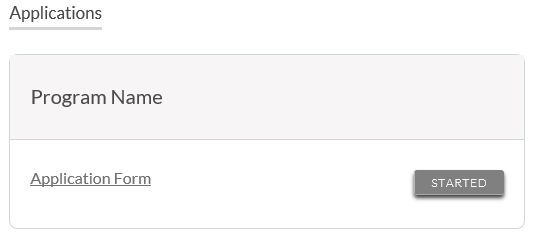 Applications
Program Name
Application Form
STARTED